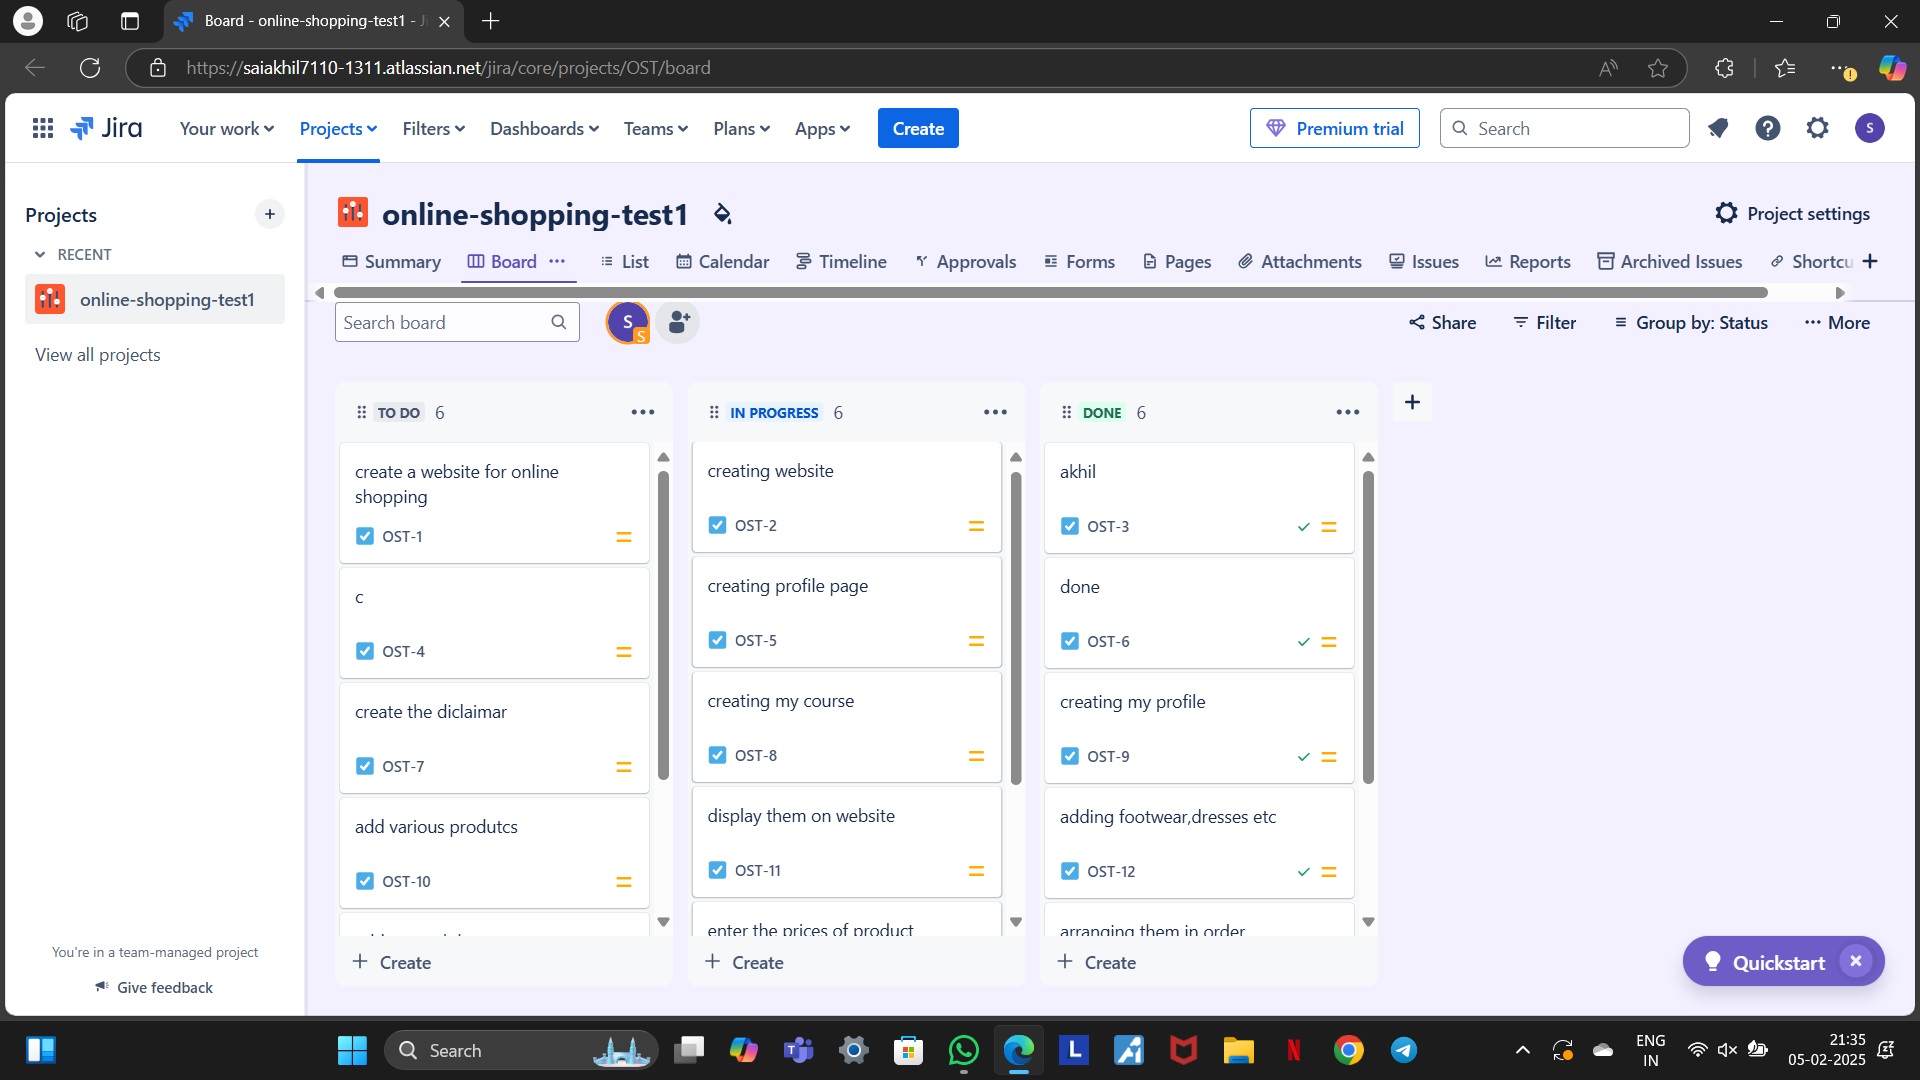 Board - online-shopping-test1 - J
https://saiakhil7110-1311.atlassian.net/jira/core/projects/OST/board
Jira
Your work
Projects
Filters
Dashboards
Teams
Plans
Apps
Create
Premium trial
Search
S
Projects
RECENT
online-shopping-test1
View all projects
You're in a team-managed project
Give feedback
online-shopping-test1
Project settings
Summary
Board
List
Calendar
Timeline
Approvals
Forms
Pages
Attachments
Issues
Reports
Archived Issues
Shortcu
Search board
S
S
Share
Filter
Group by: Status
More
TO DO 6
create a website for online
shopping
OST-1
c
OST-4
create the diclaimar
OST-7
add various produtcs
OST-10
Create
IN PROGRESS 6
creating website
OST-2
creating profile page
OST-5
creating my course
OST-8
display them on website
OST-11
enter the prices of product
Create
DONE 6
akhil
OST-3
done
OST-6
creating my profile
OST-9
adding footwear,dresses etc
OST-12
arranging them in order
Create
Quickstart
Search
L
N
ENG
IN
21:35
05-02-2025